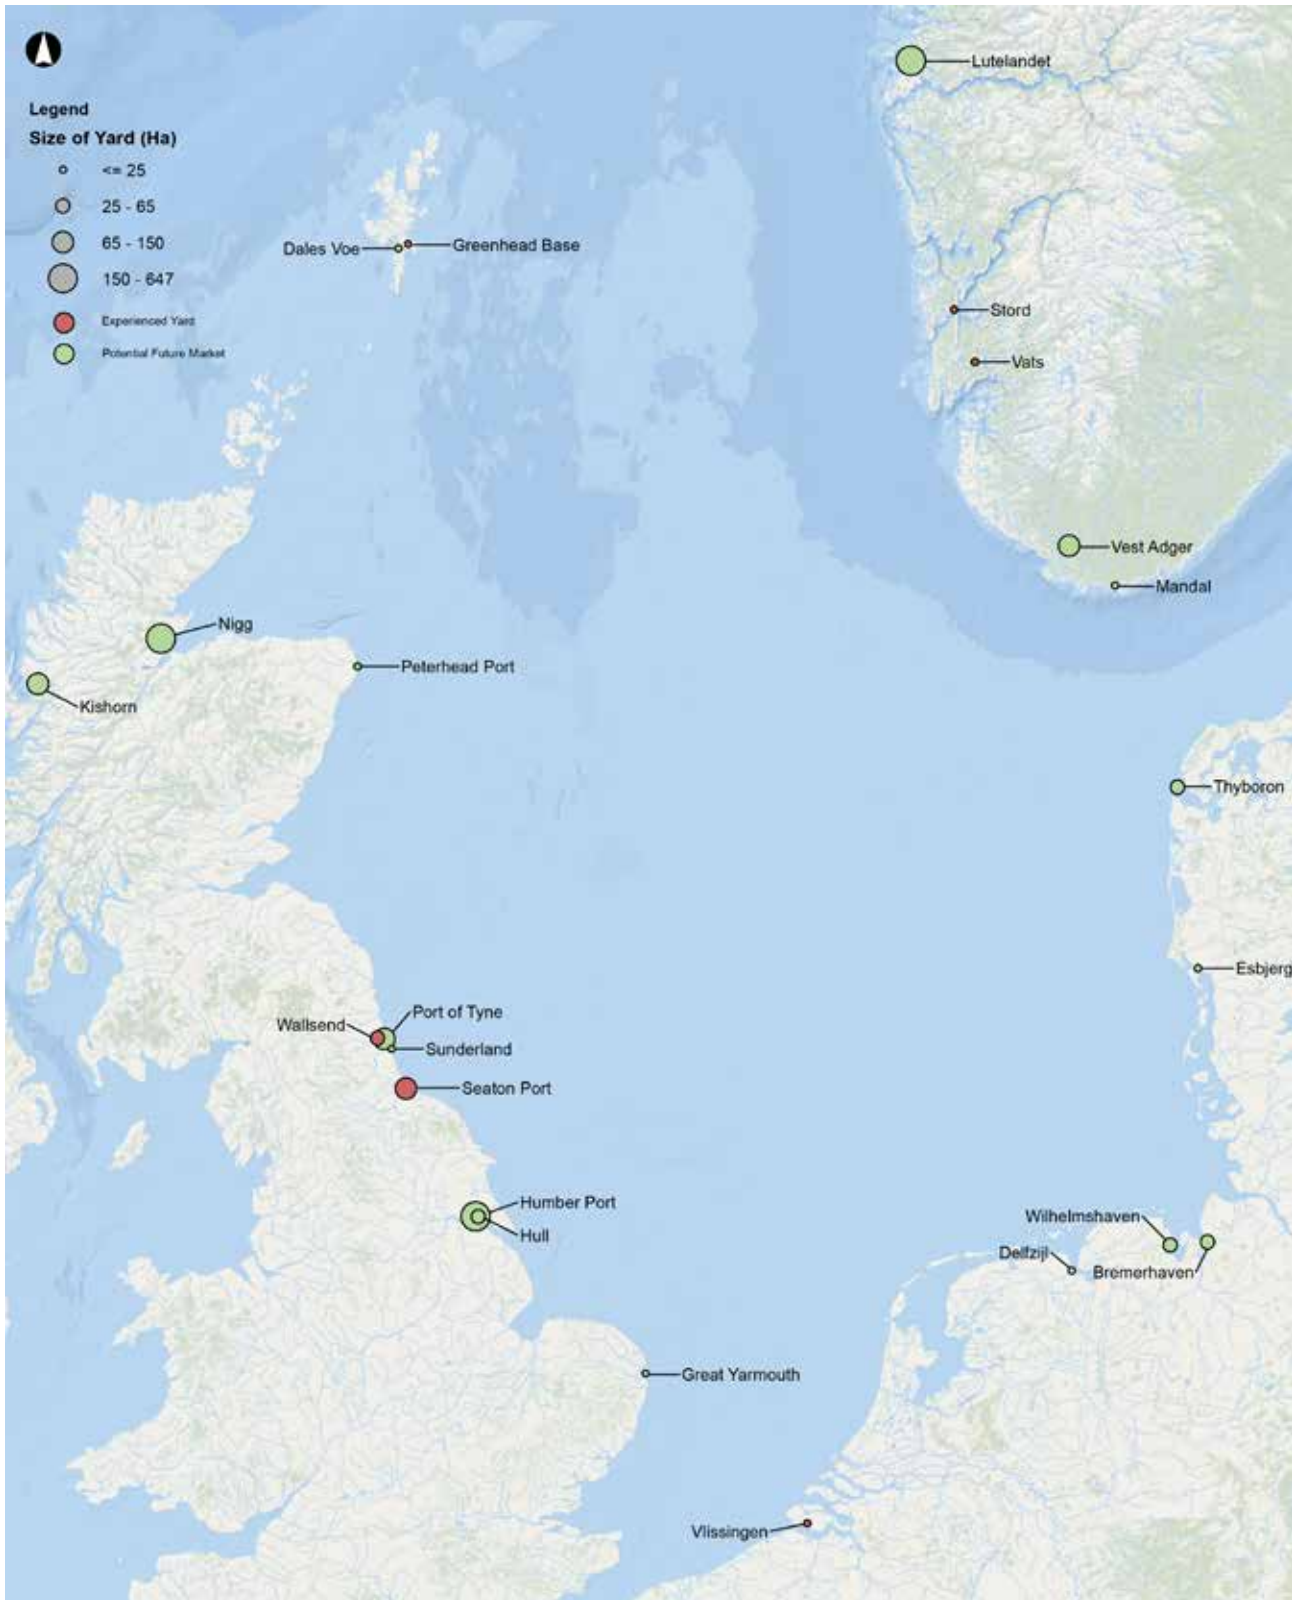 Lutelandet
Legend
Size of Yard (Ha)
<= 25
25 - 65
65 - 150
150 - 647
Experienced Yard
Potential Future Market
Dales Voe
Greenhead Base
Stord
Vats
Vest Adger
Mandal
Nigg
Peterhead Port
Kishorn
Thyboron
Esbjerg
Port of Tyne
Wallsend
Sunderland
Seaton Port
Humber Port
Hull
Wilhelmshaven
Delfzijl
Bremerhaven
Great Yarmouth
Vlissingen